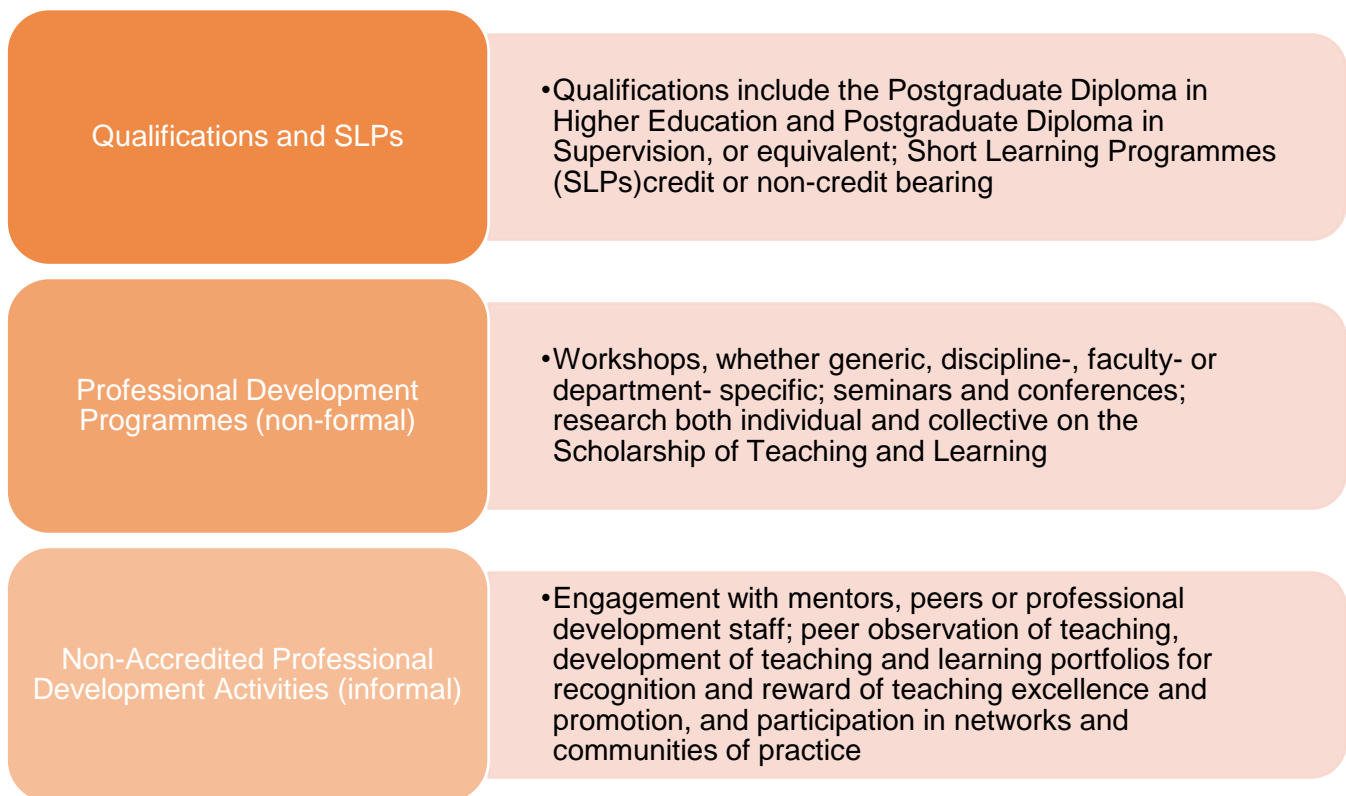 Qualifications and SLPs
•Qualifications include the Postgraduate Diploma in
Higher Education and Postgraduate Diploma in
Supervision, or equivalent; Short Learning Programmes
(SLPs)credit or non-credit bearing
Professional Development
Programmes (non-formal)
•Workshops, whether generic, discipline-, faculty- or
department- specific; seminars and conferences;
research both individual and collective on the
Scholarship of Teaching and Learning
Non-Accredited Professional
Development Activities (informal)
•Engagement with mentors, peers or professional
development staff; peer observation of teaching,
development of teaching and learning portfolios for
recognition and reward of teaching excellence and
promotion, and participation in networks and
communities of practice